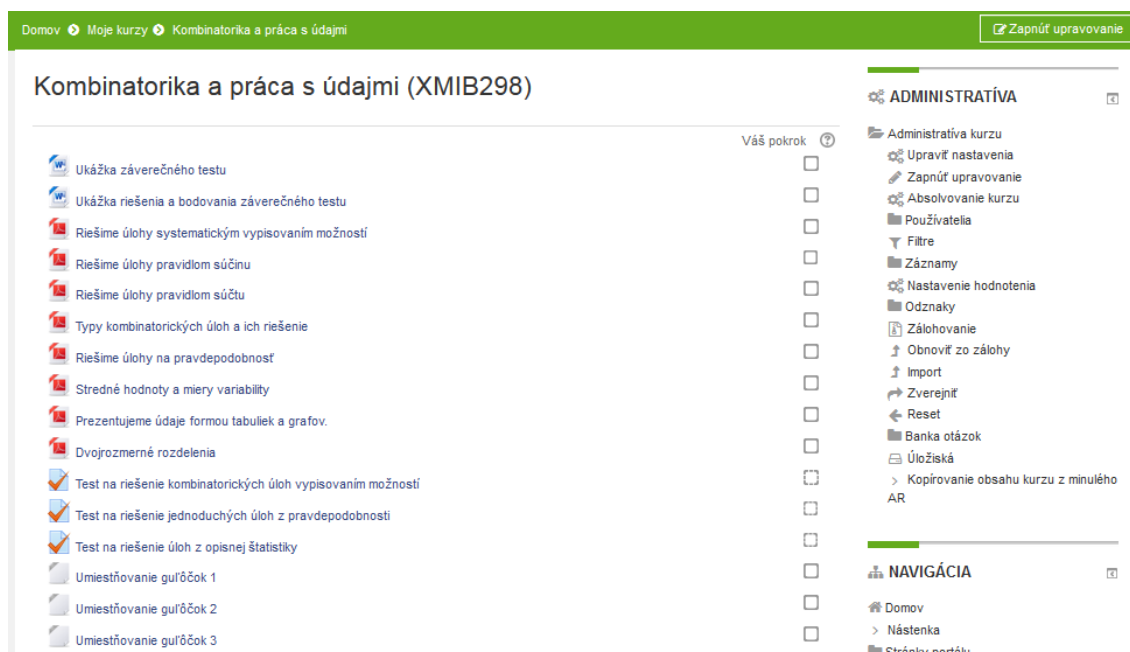 Domov Moje kurzy Kombinatorika a práca s údajmi
Zapnúť upravovanie
Kombinatorika a práca s údajmi (XMIB298)
Váš pokrok
Ukážka záverečného testu
Ukážka riešenia a bodovania záverečného testu
Riešime úlohy systematickým vypisovaním možností
Riešime úlohy pravidlom súčinu
Riešime úlohy pravidlom súčtu
Typy kombinatorických úloh a ich riešenie
Riešime úlohy na pravdepodobnosť
Stredné hodnoty a miery variability
Prezentujeme údaje formou tabuliek a grafov.
Dvojrozmerné rozdelenia
Test na riešenie kombinatorických úloh vypisovaním možností
Test na riešenie jednoduchých úloh z pravdepodobnosti
Test na riešenie úloh z opisnej štatistiky
Umiestňovanie guľôčok 1
Umiestňovanie guľôčok 2
Umiestňovanie guľôčok 3
ADMINISTRATÍVA
Administratíva kurzu
Upraviť nastavenia
Zapnúť upravovanie
Absolvovanie kurzu
Používatelia
Filtre
Záznamy
Nastavenie hodnotenia
Odznaky
Zálohovanie
Obnoviť zo zálohy
Import
Zverejniť
Reset
Banka otázok
Úložiská
Kopírovanie obsahu kurzu z minulého
AR
NAVIGÁCIA
Domov
Nástenka
Stránky portálu